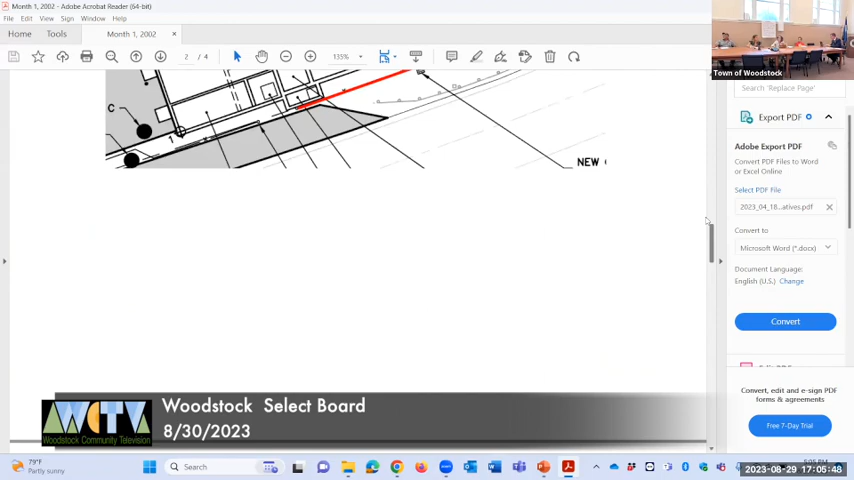 Month 1, 2002 - Adobe Acrobat Reader (64-bit)
File Edit View Sign Window Help
Home Tools Month 1, 2002 ×
2 / 4 135%
Town of Woodstock
Search 'Replace Page'
Export PDF
Adobe Export PDF
Convert PDF Files to Word
or Excel Online
Select PDF File
2023_04_18...atives.pdf
Convert to
Microsoft Word (*.docx)
Document Language:
English (U.S.) Change
Convert
Convert, edit and e-sign PDF
forms & agreements
Free 7-Day Trial
C
1
NEW
WCTV
Woodstock Community Television
Woodstock Select Board
8/30/2023
79°F
Partly sunny
Search
2023-08-29 17:05:48